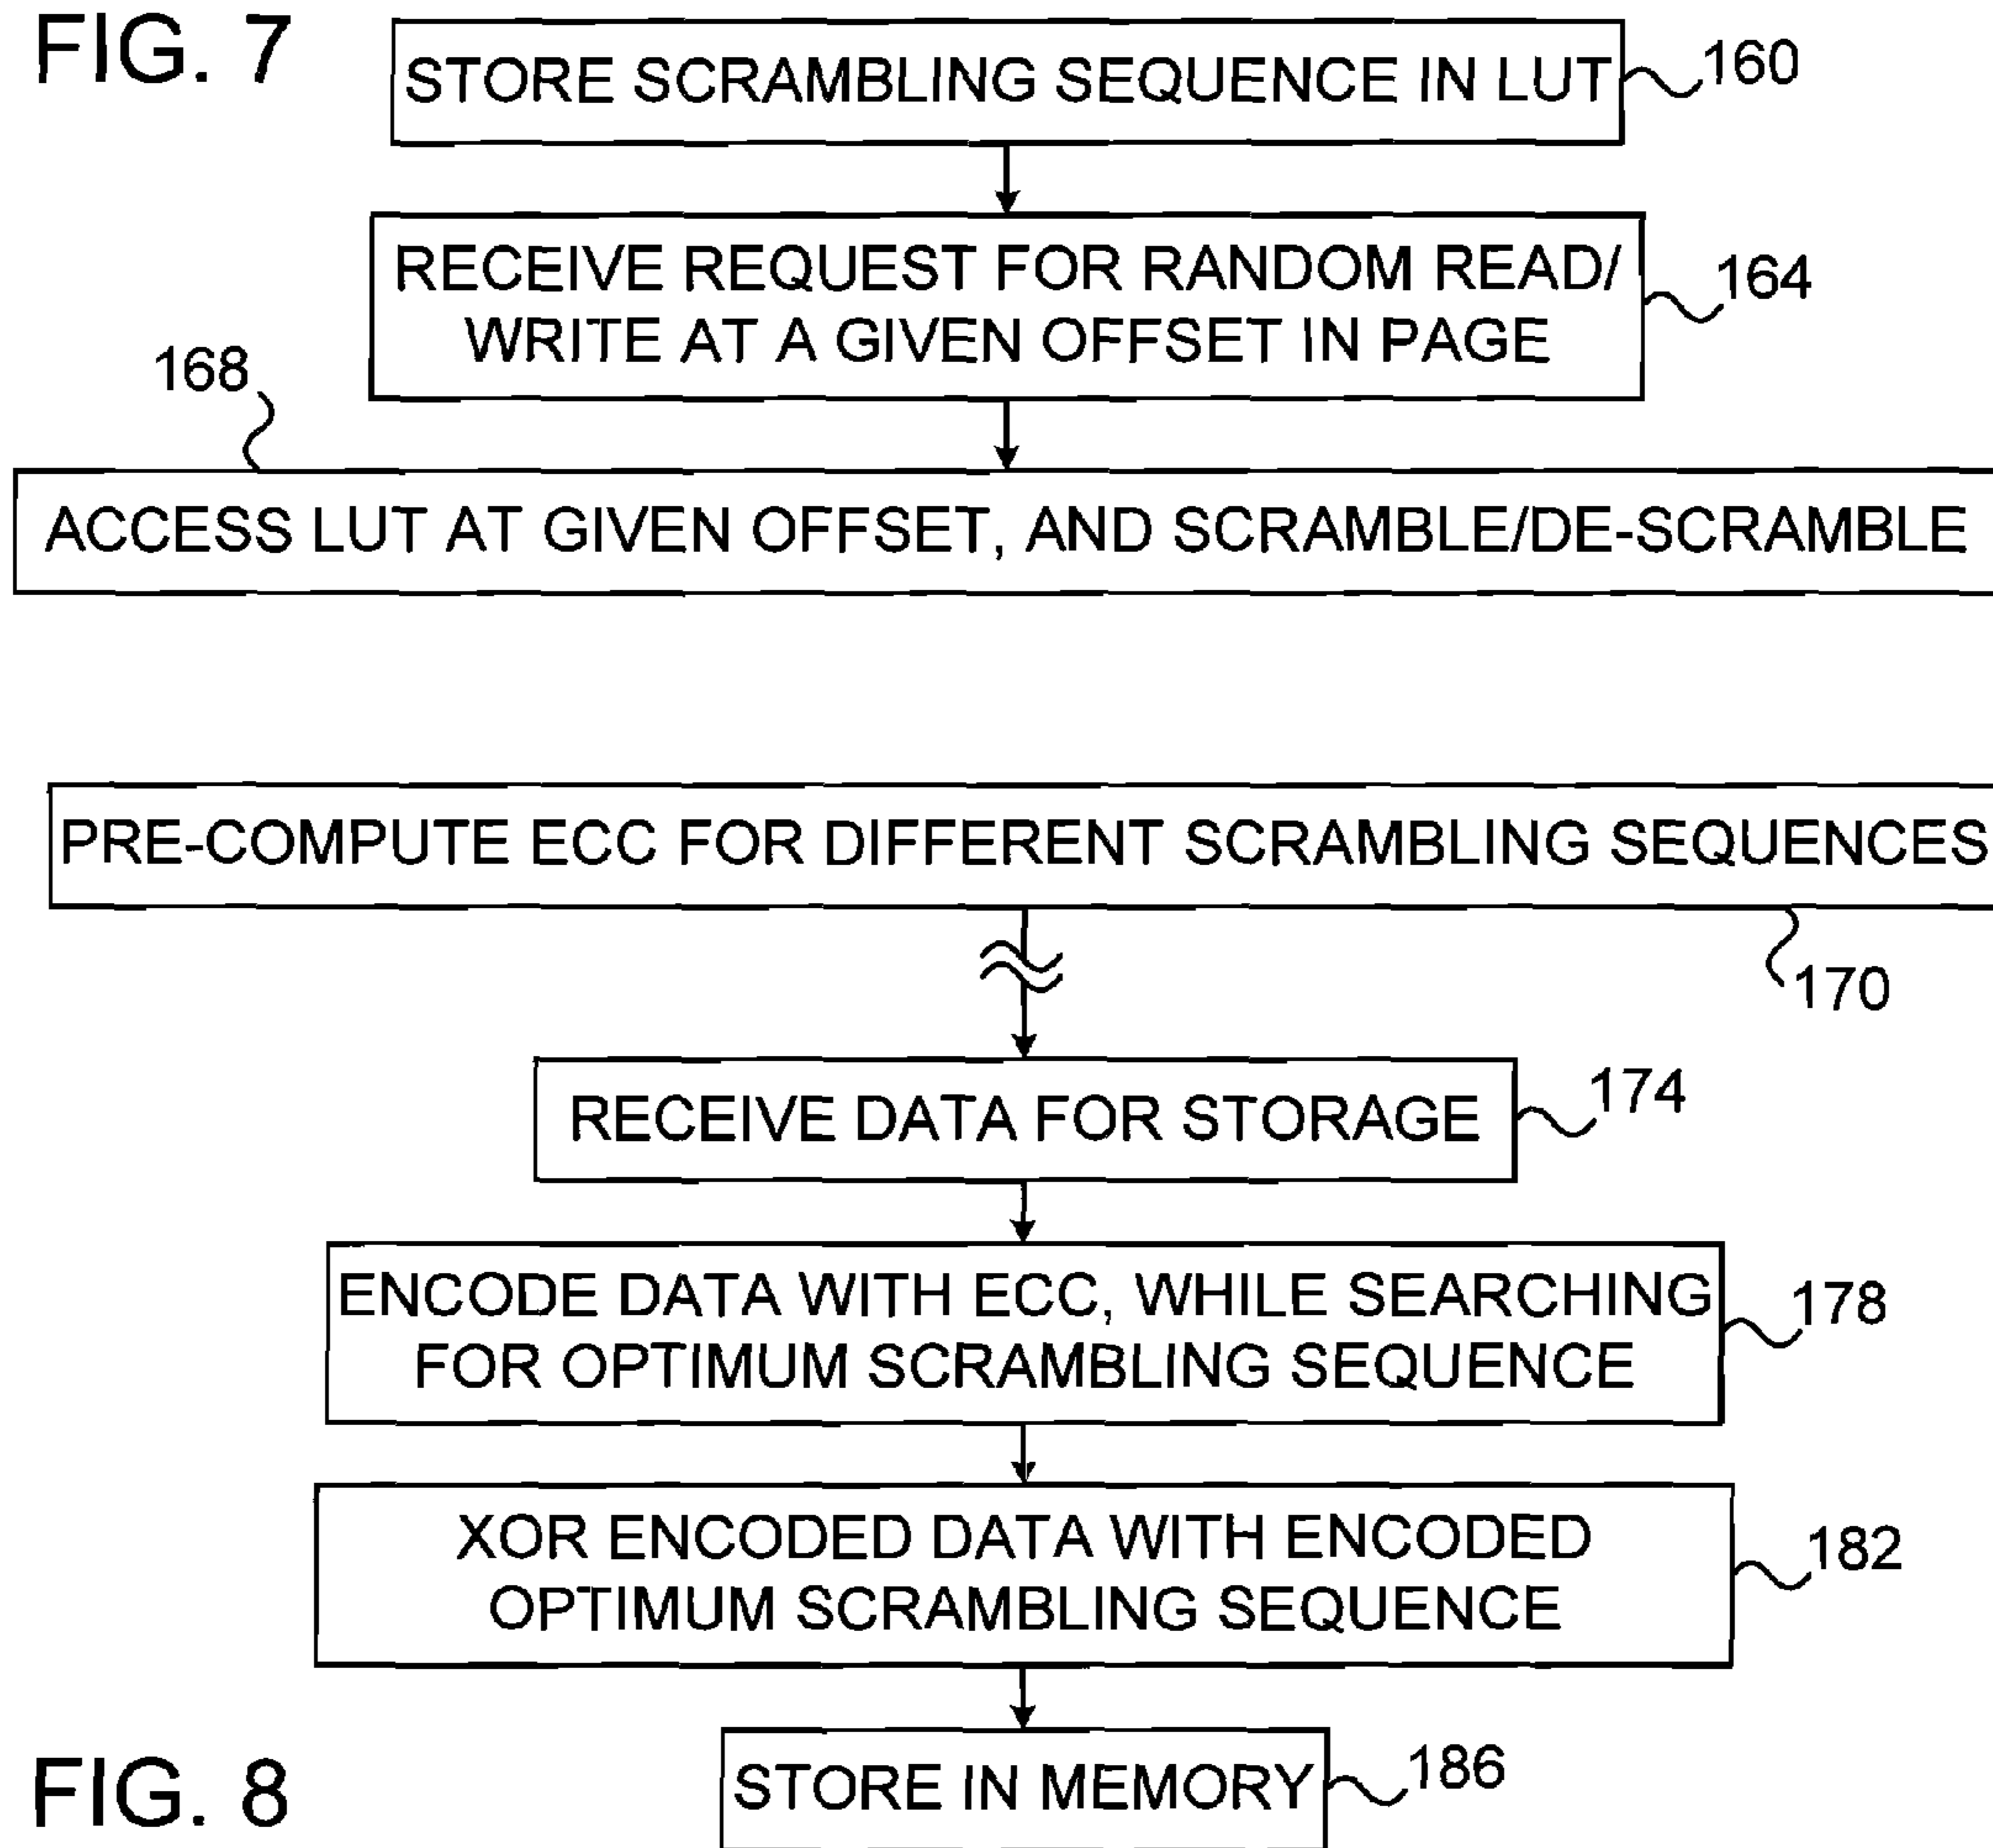 FIG. 7
STORE SCRAMBLING SEQUENCE IN LUT
160
RECEIVE REQUEST FOR RANDOM READ/
WRITE AT A GIVEN OFFSET IN PAGE
164
168
ACCESS LUT AT GIVEN OFFSET, AND SCRAMBLE/DE-SCRAMBLE
PRE-COMPUTE ECC FOR DIFFERENT SCRAMBLING SEQUENCES
170
RECEIVE DATA FOR STORAGE
174
ENCODE DATA WITH ECC, WHILE SEARCHING
FOR OPTIMUM SCRAMBLING SEQUENCE
178
XOR ENCODED DATA WITH ENCODED
OPTIMUM SCRAMBLING SEQUENCE
182
STORE IN MEMORY
186
FIG. 8